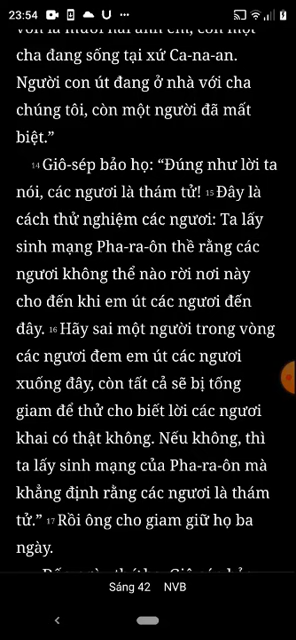 23:54
cha đang sống tại xứ Ca-na-an.
Người con út đang ở nhà với cha
chúng tôi, còn một người đã mất
biệt.”
14 Giô-sép bảo họ: “Đúng như lời ta
nói, các ngươi là thám tử! 15 Đây là
cách thử nghiệm các ngươi: Ta lấy
sinh mạng Pha-ra-ôn thề rằng các
ngươi không thể nào rời nơi này
cho đến khi em út các ngươi đến
đây. 16 Hãy sai một người trong vòng
các ngươi đem em út các ngươi
xuống đây, còn tất cả sẽ bị tống
giam để thử cho biết lời các ngươi
khai có thật không. Nếu không, thì
ta lấy sinh mạng của Pha-ra-ôn mà
khẳng định rằng các ngươi là thám
tử.” 17 Rồi ông cho giam giữ họ ba
ngày.
Sáng 42 NVB